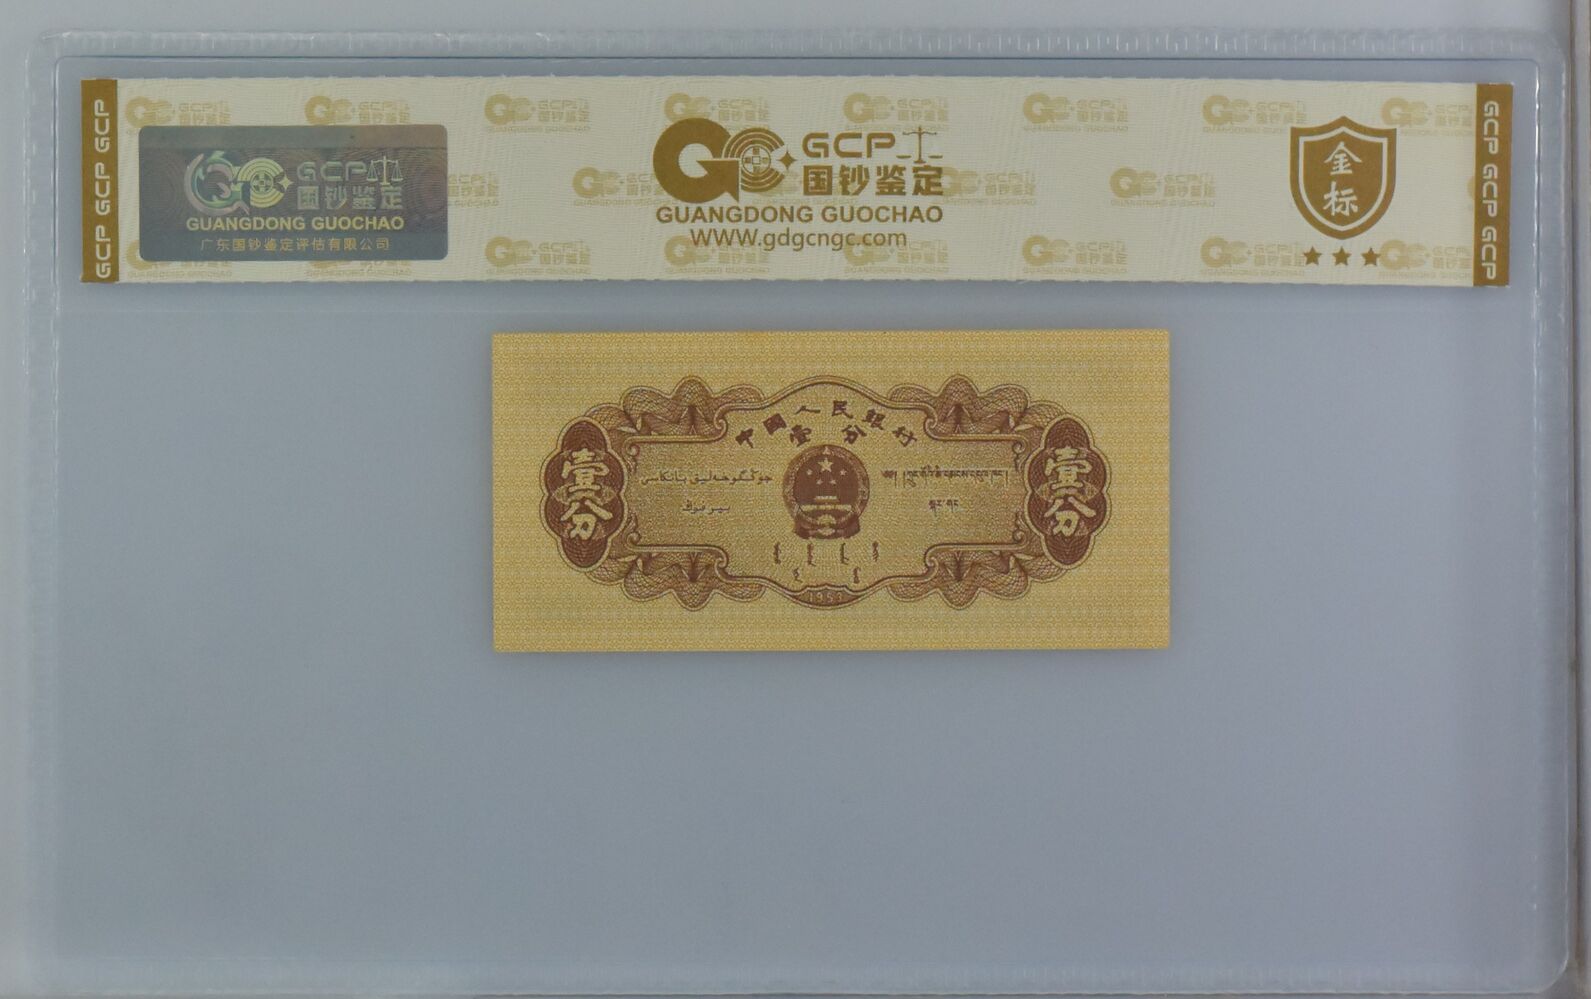 GCP GCP GCP
GCP
国钞鉴定
GUANGDONG GUOCHAO
广东国钞鉴定评估有限公司
GCP
国钞鉴定
GUANGDONG GUOCHAO
WWW.gdgcngc.com
金
标
GCP GCP GCP
中国人民银行
壹分
壹分
壹分
1953